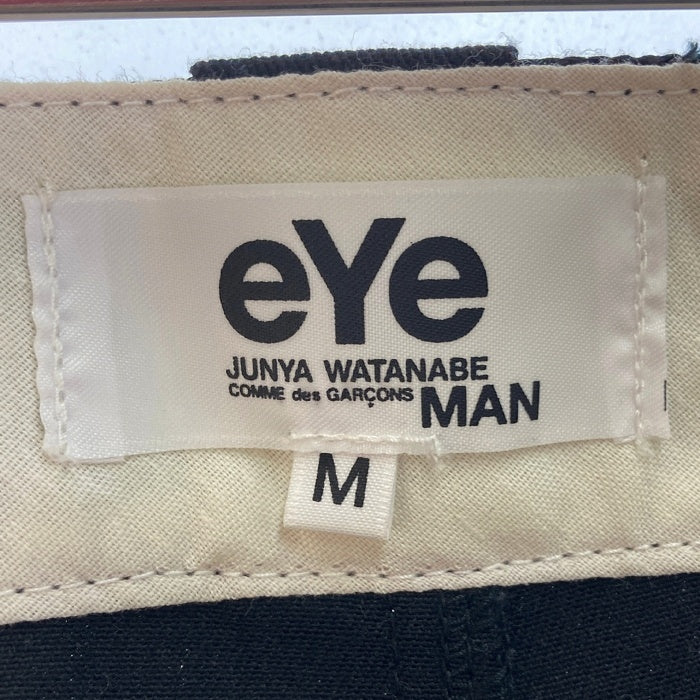 eYe
JUNYA WATANABE
COMME des GARÇONS MAN
M